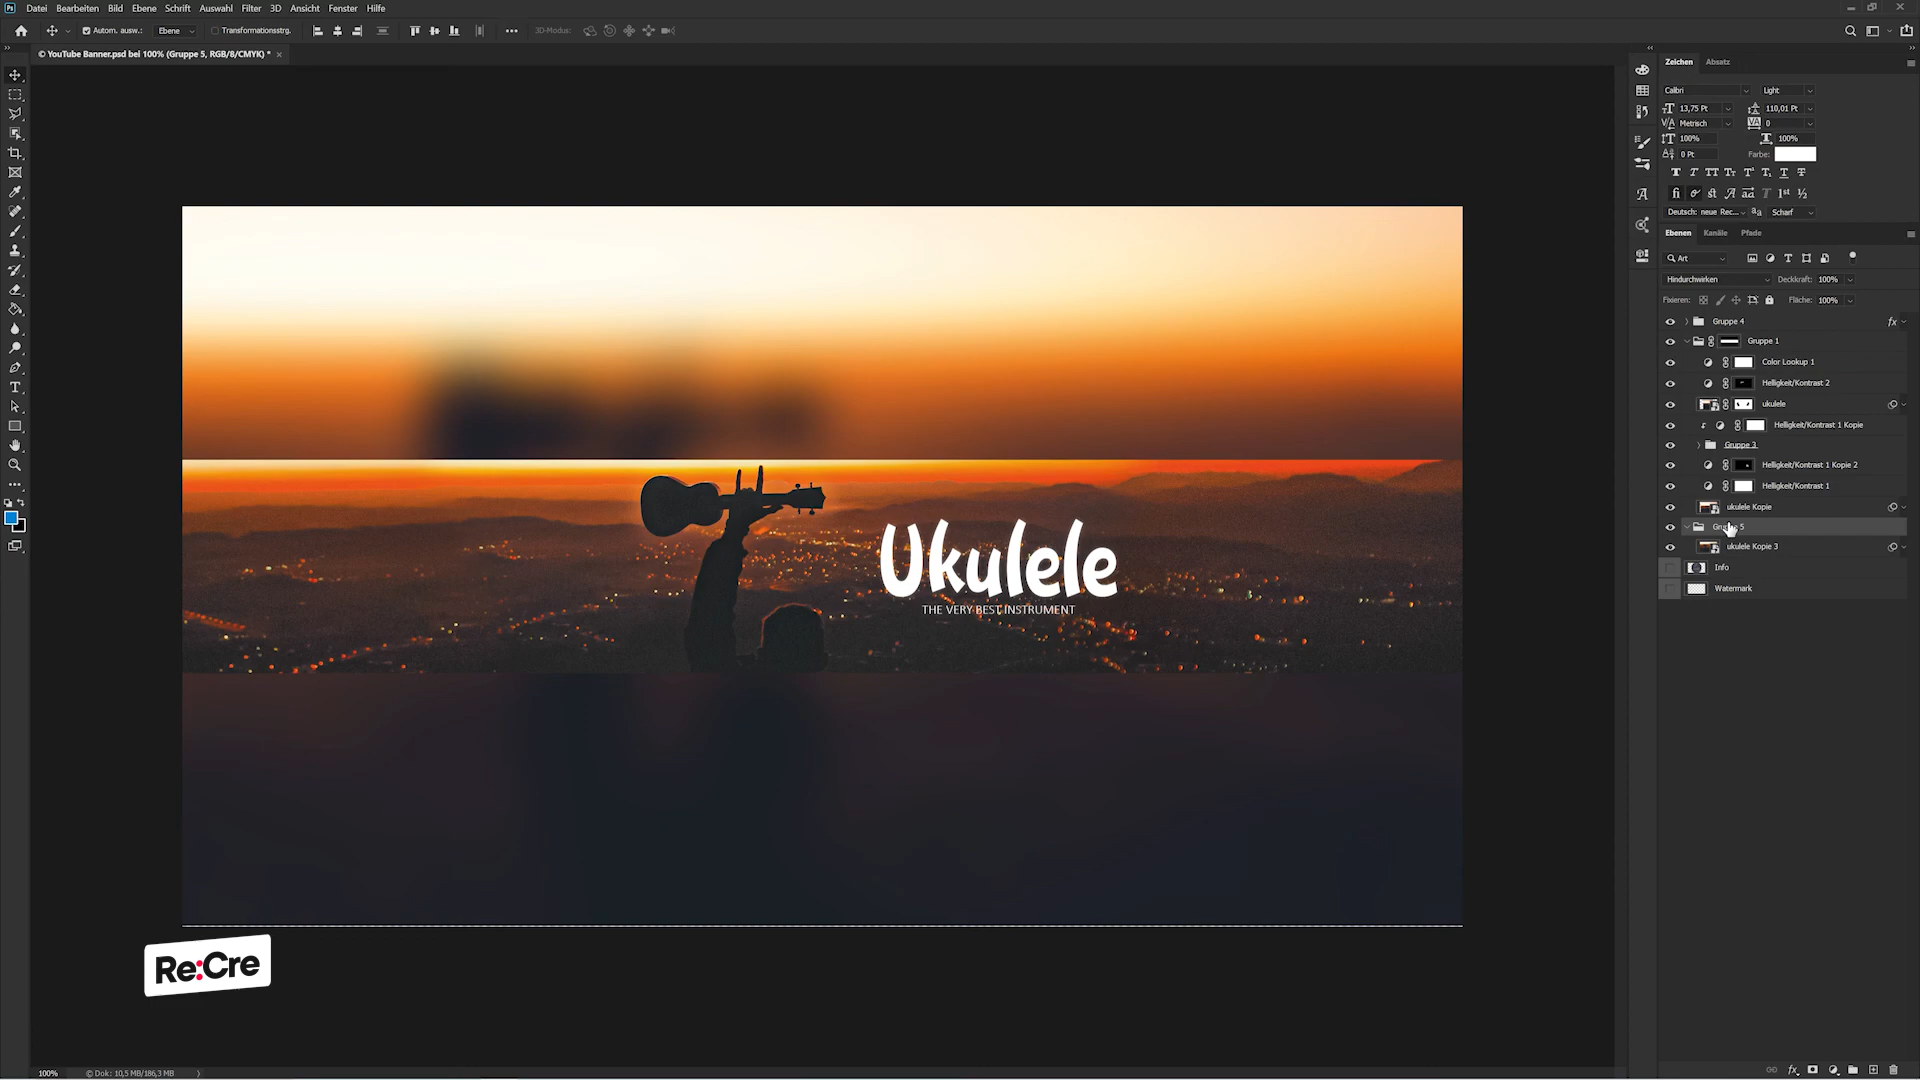 Ps Datei Bearbeiten Bild Ebene Schrift Auswahl Filter 3D Ansicht Fenster Hilfe
Autom. ausw.: Ebene Transformationsstrg. 3D-Modus:
© YouTube Banner.psd bei 100% (Gruppe 5, RGB/8/CMYK) * ×
Zeichen Absatz
Calibri Light
13,75 Pt 110,01 Pt
Metrisch 0
100% 100%
0 Pt Farbe:
Deutsch: neue Rec... Scharf
Ebenen Kanäle Pfade
Art
Hindurchwirken Deckkraft: 100%
Fixieren: Fläche: 100%
Gruppe 4 fx
Gruppe 1
Color Lookup 1
Helligkeit/Kontrast 2
ukulele
Helligkeit/Kontrast 1 Kopie
Gruppe 3
Helligkeit/Kontrast 1 Kopie 2
Helligkeit/Kontrast 1
ukulele Kopie
ukulele Kopie 3
Info
Watermark
Ukulele
THE VERY BEST INSTRUMENT
Re:Cre
100% © Dok: 10,5 MB/186,3 MB